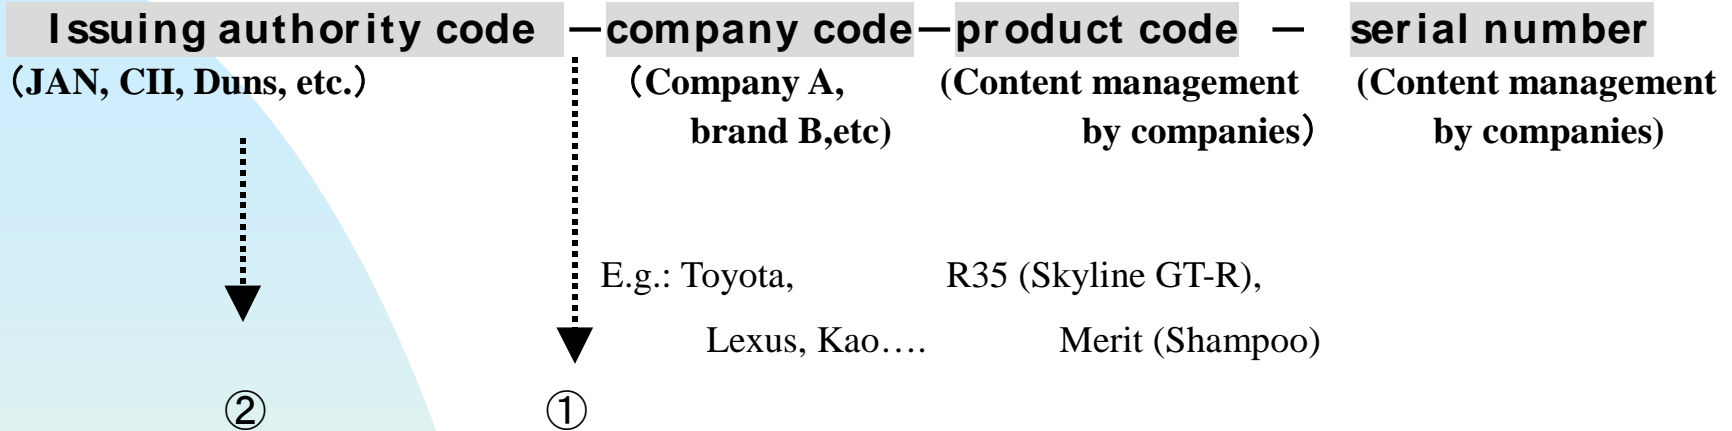 Issuing authority code －company code－product code － serial number
（JAN, CII, Duns, etc.） （Company A, (Content management (Content management
brand B,etc) by companies） by companies)
E.g.: Toyota, R35 (Skyline GT-R),
Lexus, Kao…. Merit (Shampoo)
② ①